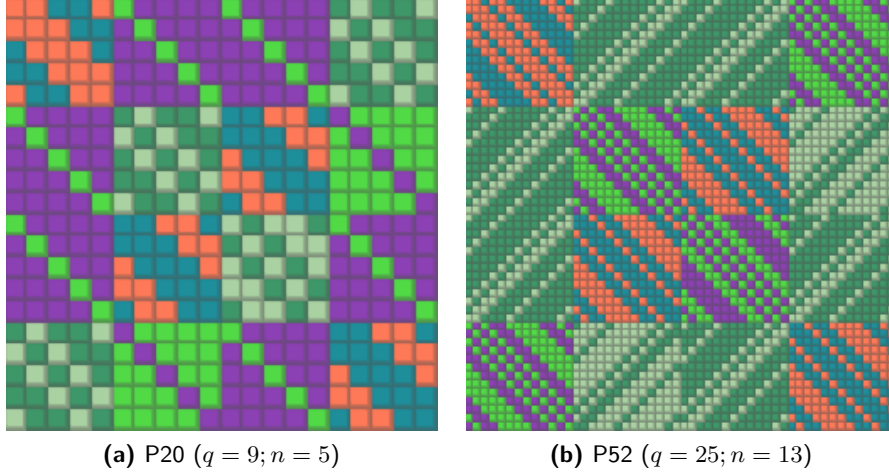 (a) P20 (q = 9; n = 5)
(b) P52 (q = 25; n = 13)